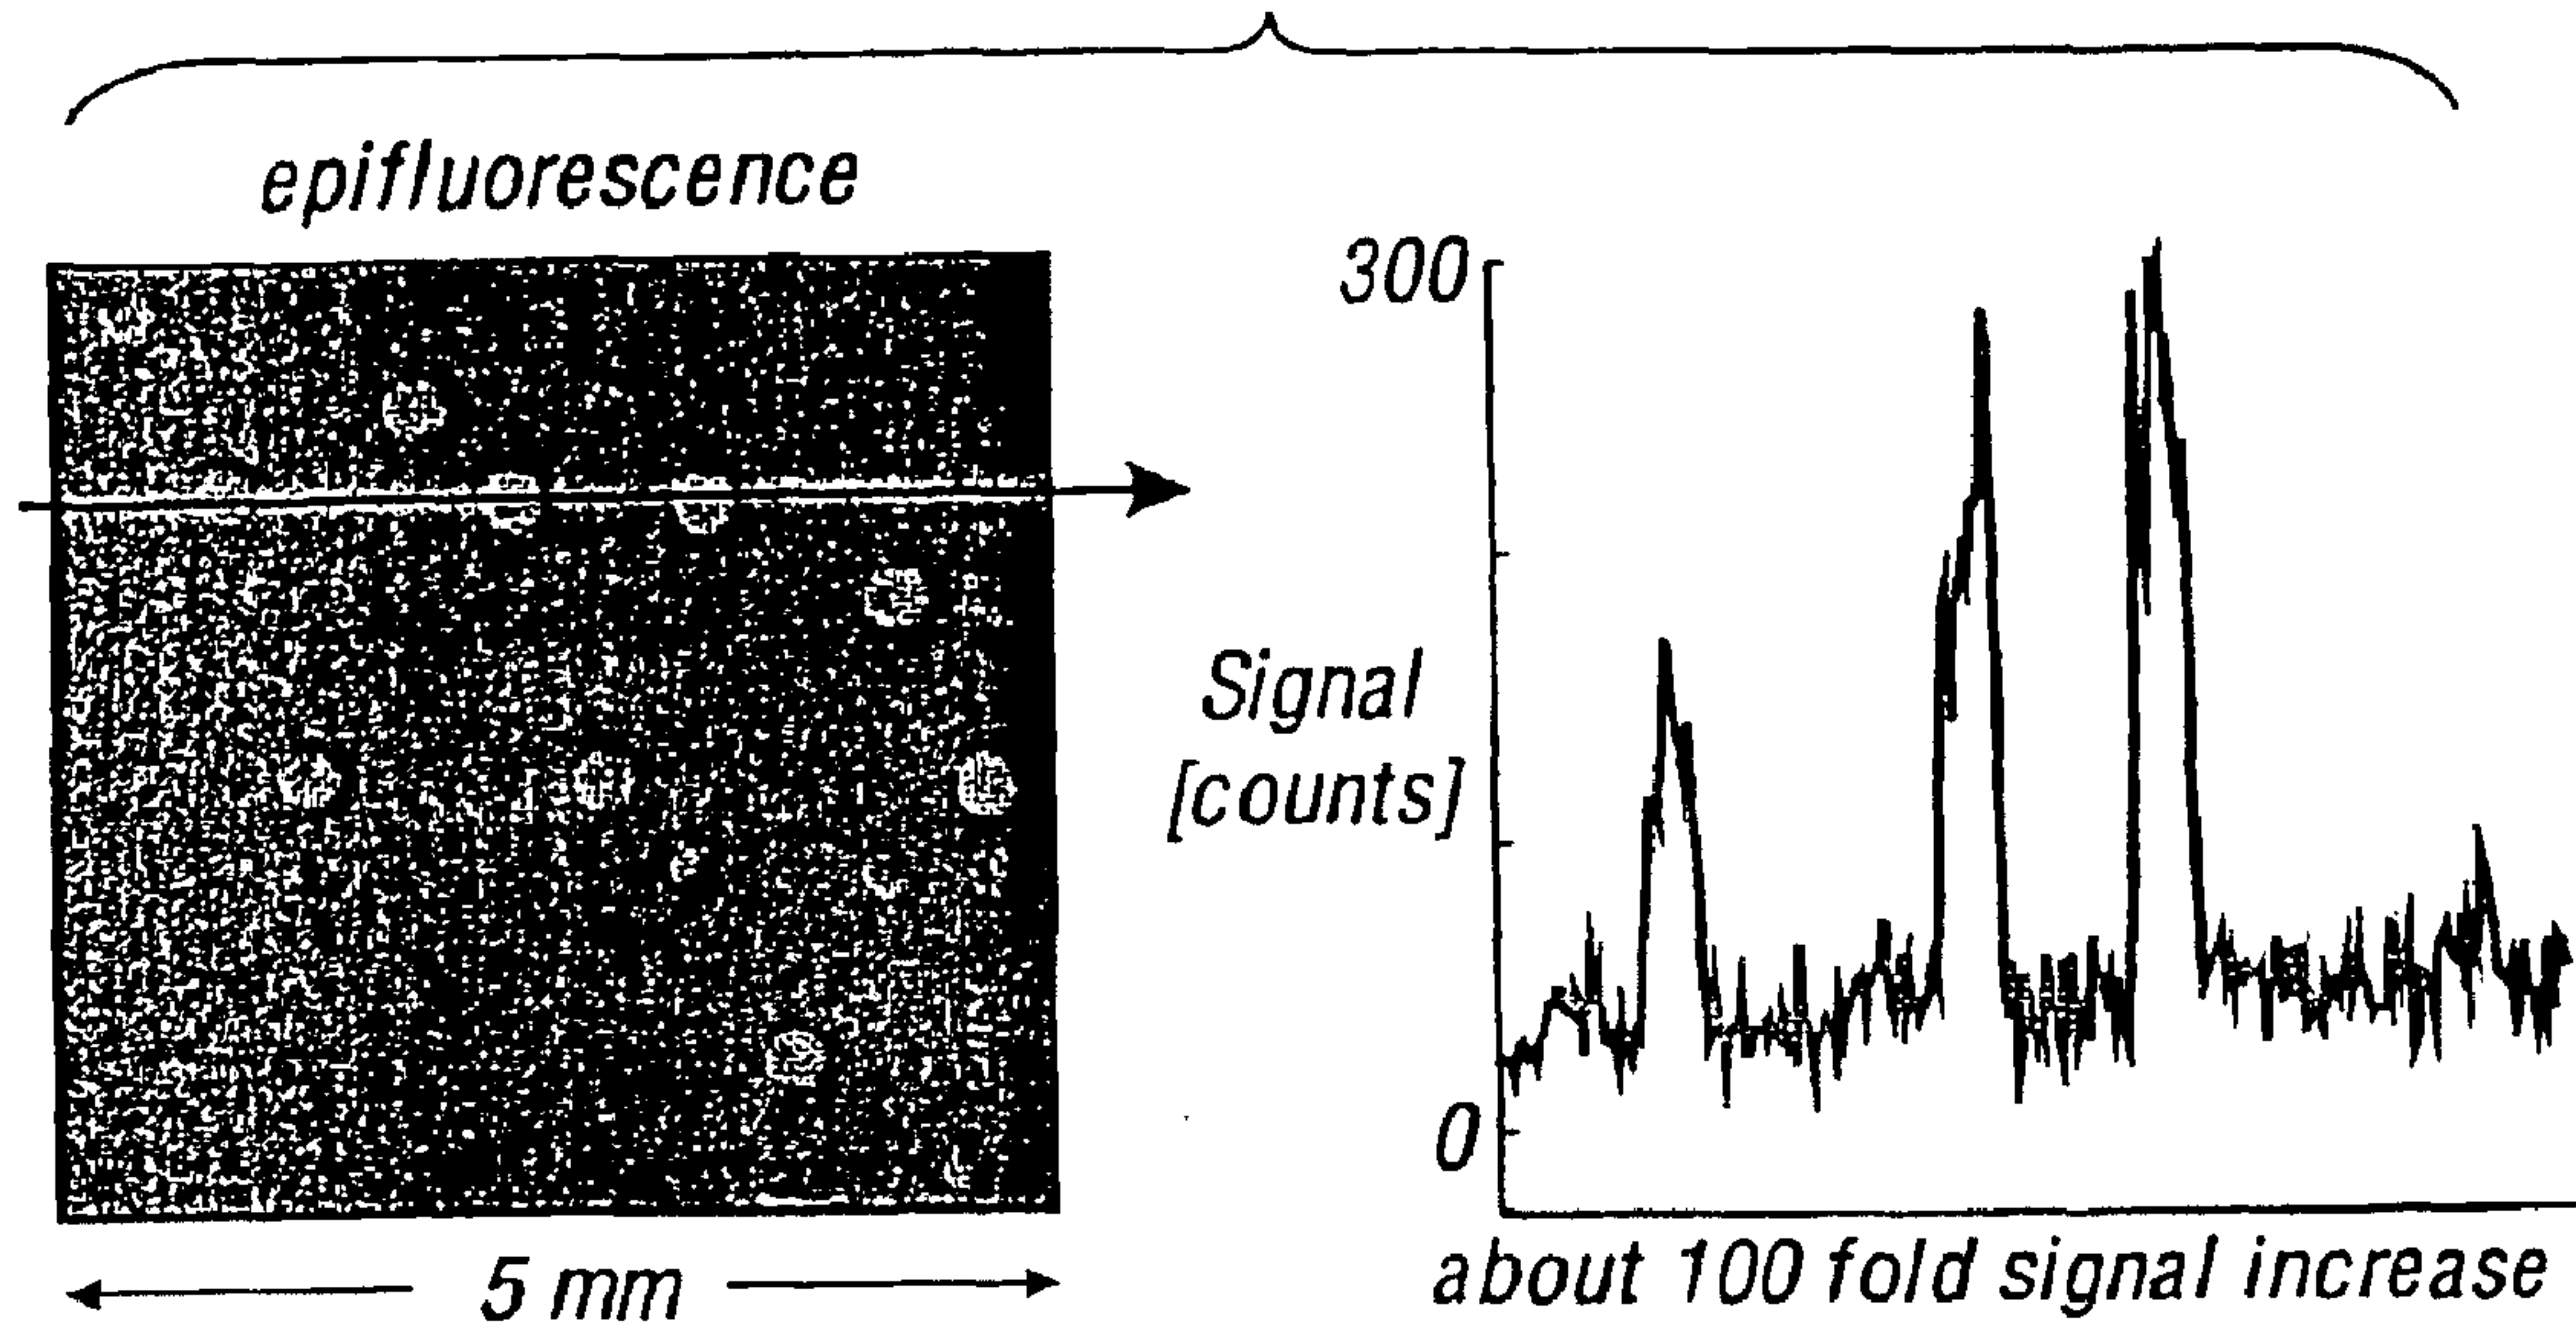 epifluorescence
300
Signal
[counts]
0
5 mm
about 100 fold signal increase